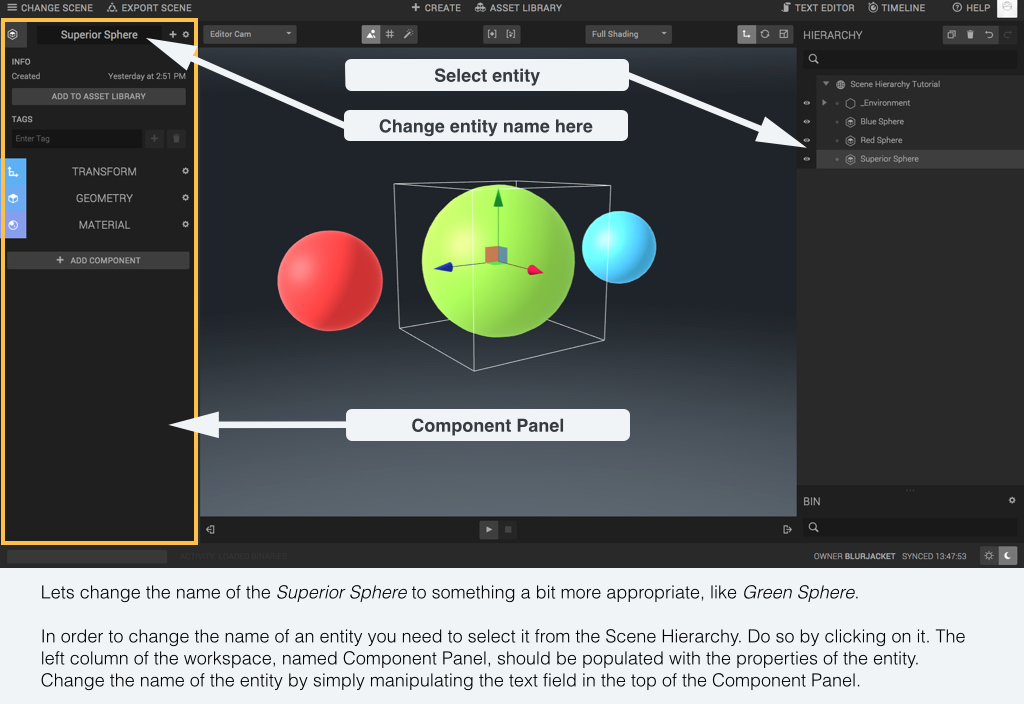 CHANGE SCENE
EXPORT SCENE
CREATE
ASSET LIBRARY
TEXT EDITOR
TIMELINE
HELP
Superior Sphere
Editor Cam
Full Shading
HIERARCHY
INFO
Created Yesterday at 2:51 PM
ADD TO ASSET LIBRARY
TAGS
Enter Tag
TRANSFORM
GEOMETRY
MATERIAL
ADD COMPONENT
Select entity
Change entity name here
Component Panel
Scene Hierarchy Tutorial
_Environment
Blue Sphere
Red Sphere
Superior Sphere
BIN
ACTIVITY: LOADED BINARIES
OWNER BLURJACKET SYNCED 13:47:53
Lets change the name of the Superior Sphere to something a bit more appropriate, like Green Sphere.
In order to change the name of an entity you need to select it from the Scene Hierarchy. Do so by clicking on it. The
left column of the workspace, named Component Panel, should be populated with the properties of the entity.
Change the name of the entity by simply manipulating the text field in the top of the Component Panel.